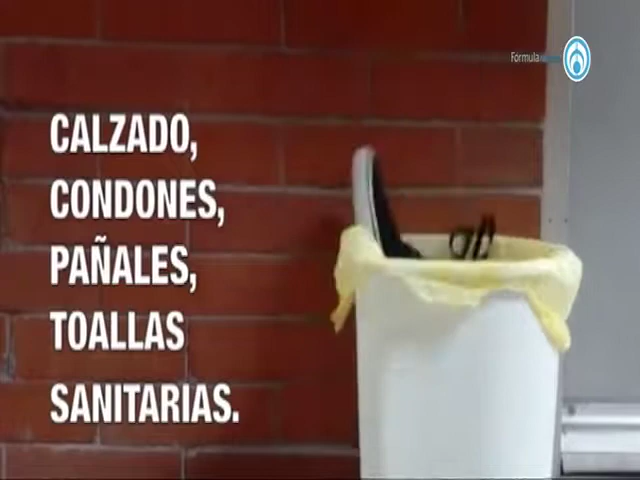 Fórmula
CALZADO,
CONDONES,
PAÑALES,
TOALLAS
SANITARIAS.